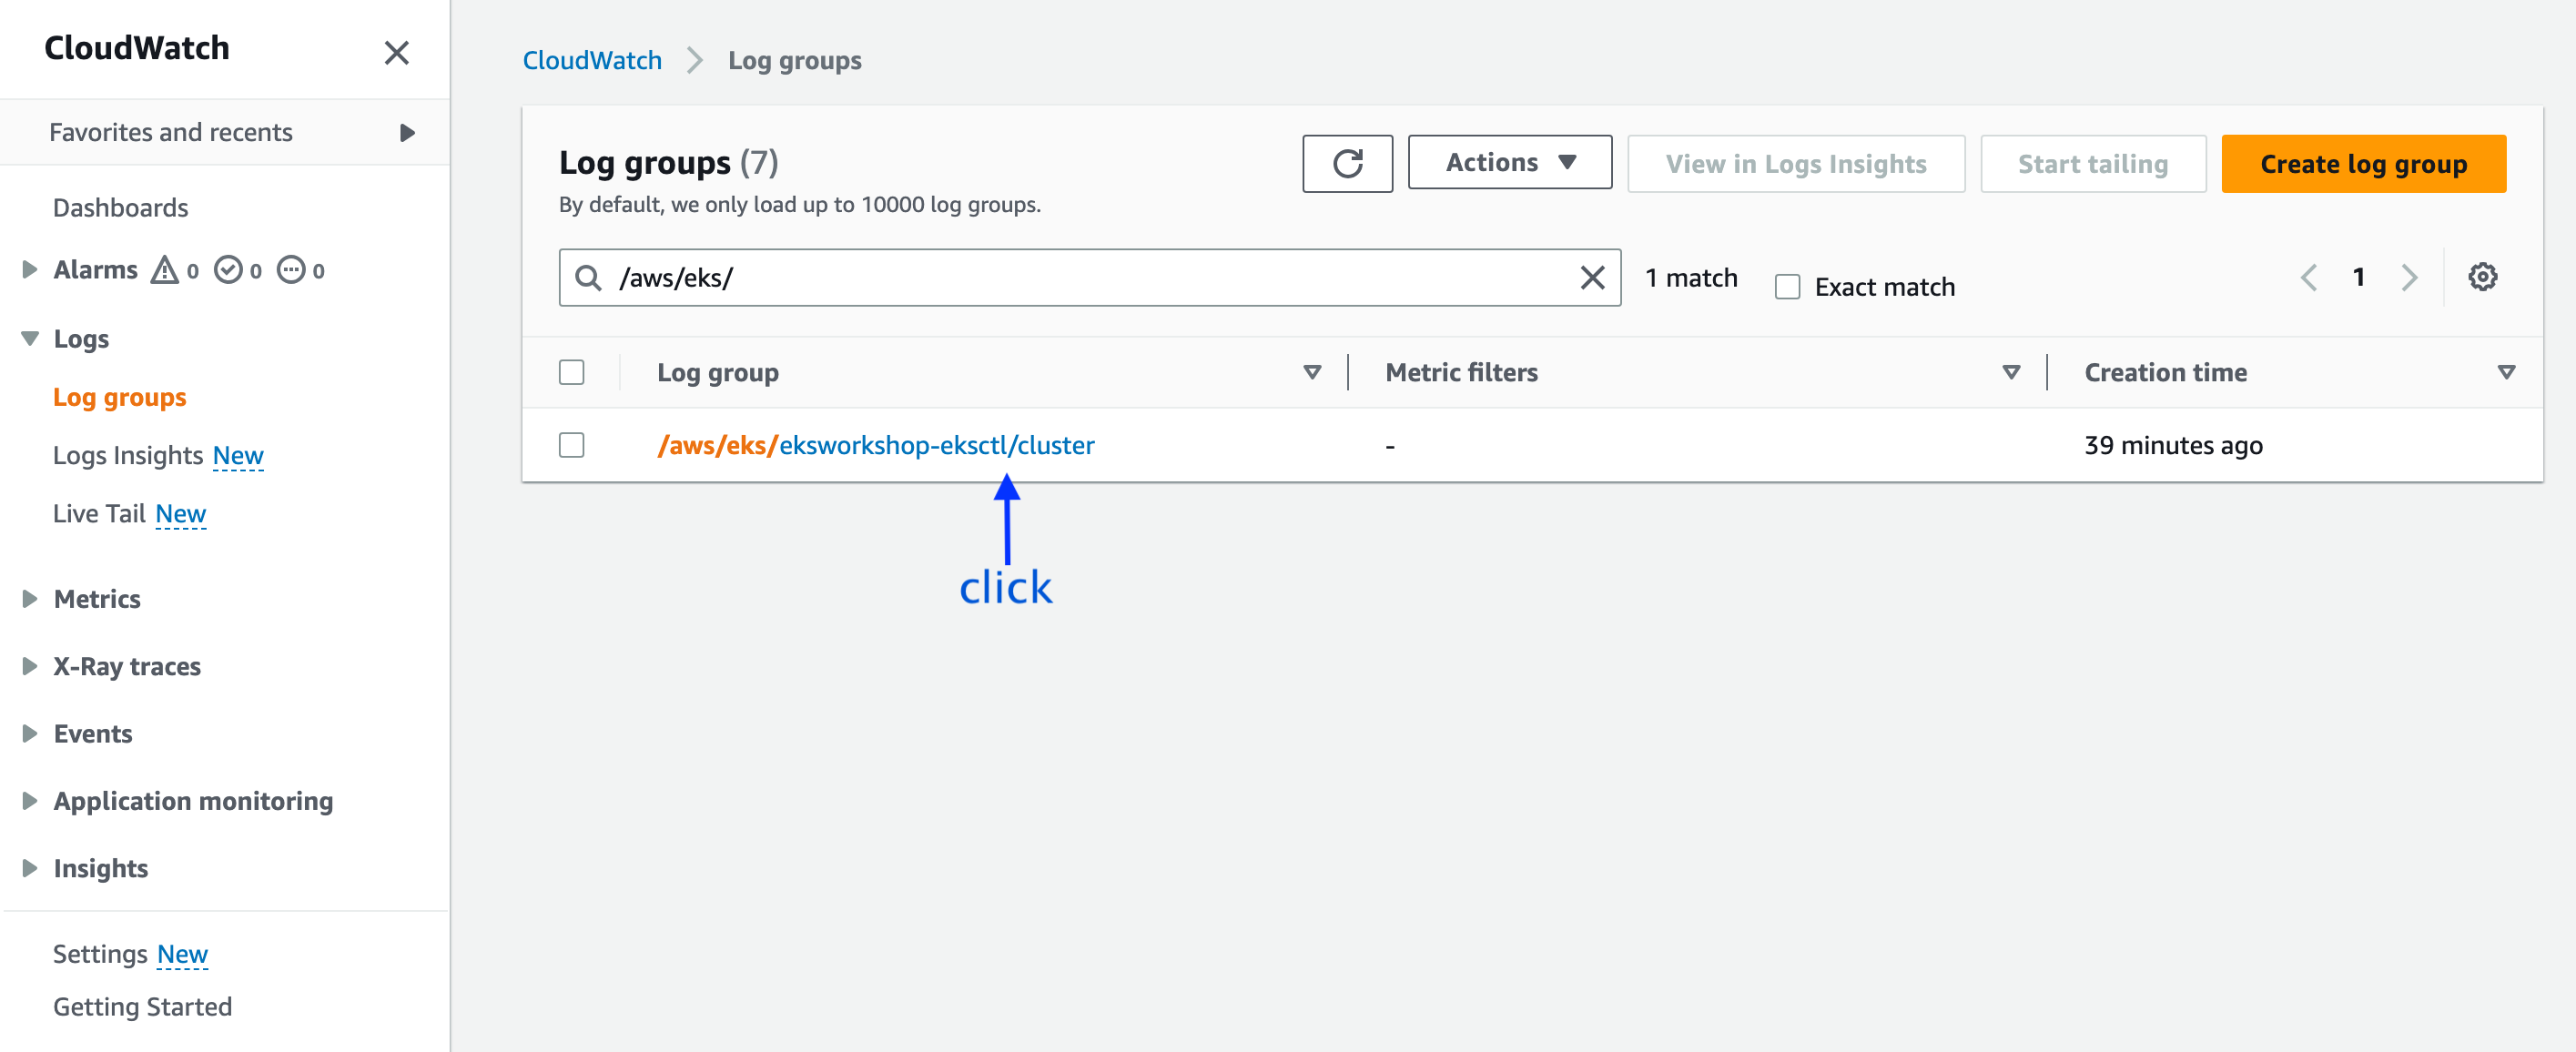 CloudWatch
Favorites and recents
Dashboards
Alarms 0 0 0
Logs
Log groups
Logs Insights New
Live Tail New
Metrics
X-Ray traces
Events
Application monitoring
Insights
Settings New
Getting Started
CloudWatch Log groups
Log groups (7)
By default, we only load up to 10000 log groups.
Actions View in Logs Insights Start tailing Create log group
/aws/eks/ 1 match Exact match 1
Log group Metric filters Creation time
/aws/eks/eksworkshop-eksctl/cluster - 39 minutes ago
click